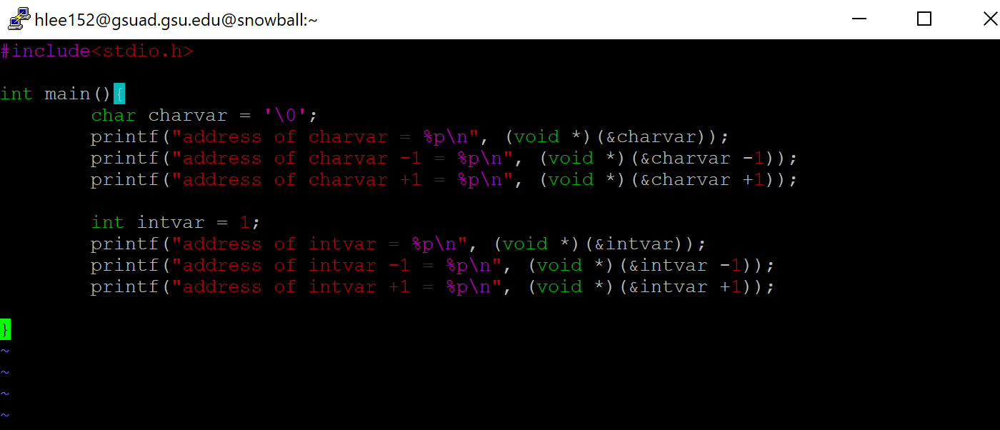 hlee152@gsuad.gsu.edu@snowball:~
#include<stdio.h>
int main(){
char charvar = '\0';
printf("address of charvar = %p\n", (void *)(&charvar));
printf("address of charvar -1 = %p\n", (void *)(&charvar -1));
printf("address of charvar +1 = %p\n", (void *)(&charvar +1));
int intvar = 1;
printf("address of intvar = %p\n", (void *)(&intvar));
printf("address of intvar -1 = %p\n", (void *)(&intvar -1));
printf("address of intvar +1 = %p\n", (void *)(&intvar +1));
}
~
~
~
~